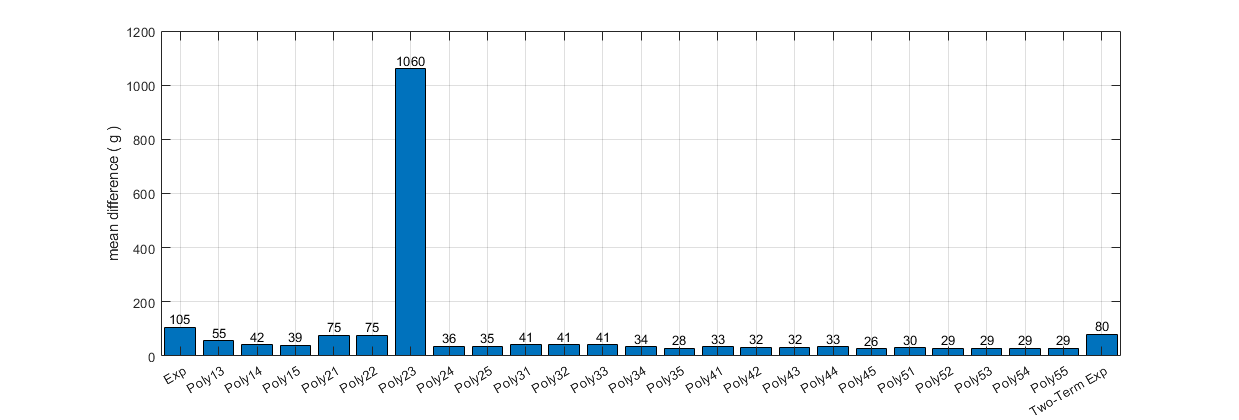 mean difference ( g )
1200
1000
800
600
400
200
0
105
55
42
39
75
75
1060
36
35
41
41
41
34
28
33
32
32
33
26
30
29
29
29
29
80
Exp
Poly13
Poly14
Poly15
Poly21
Poly22
Poly23
Poly24
Poly25
Poly31
Poly32
Poly33
Poly34
Poly35
Poly41
Poly42
Poly43
Poly44
Poly45
Poly51
Poly52
Poly53
Poly54
Poly55
Two-Term Exp